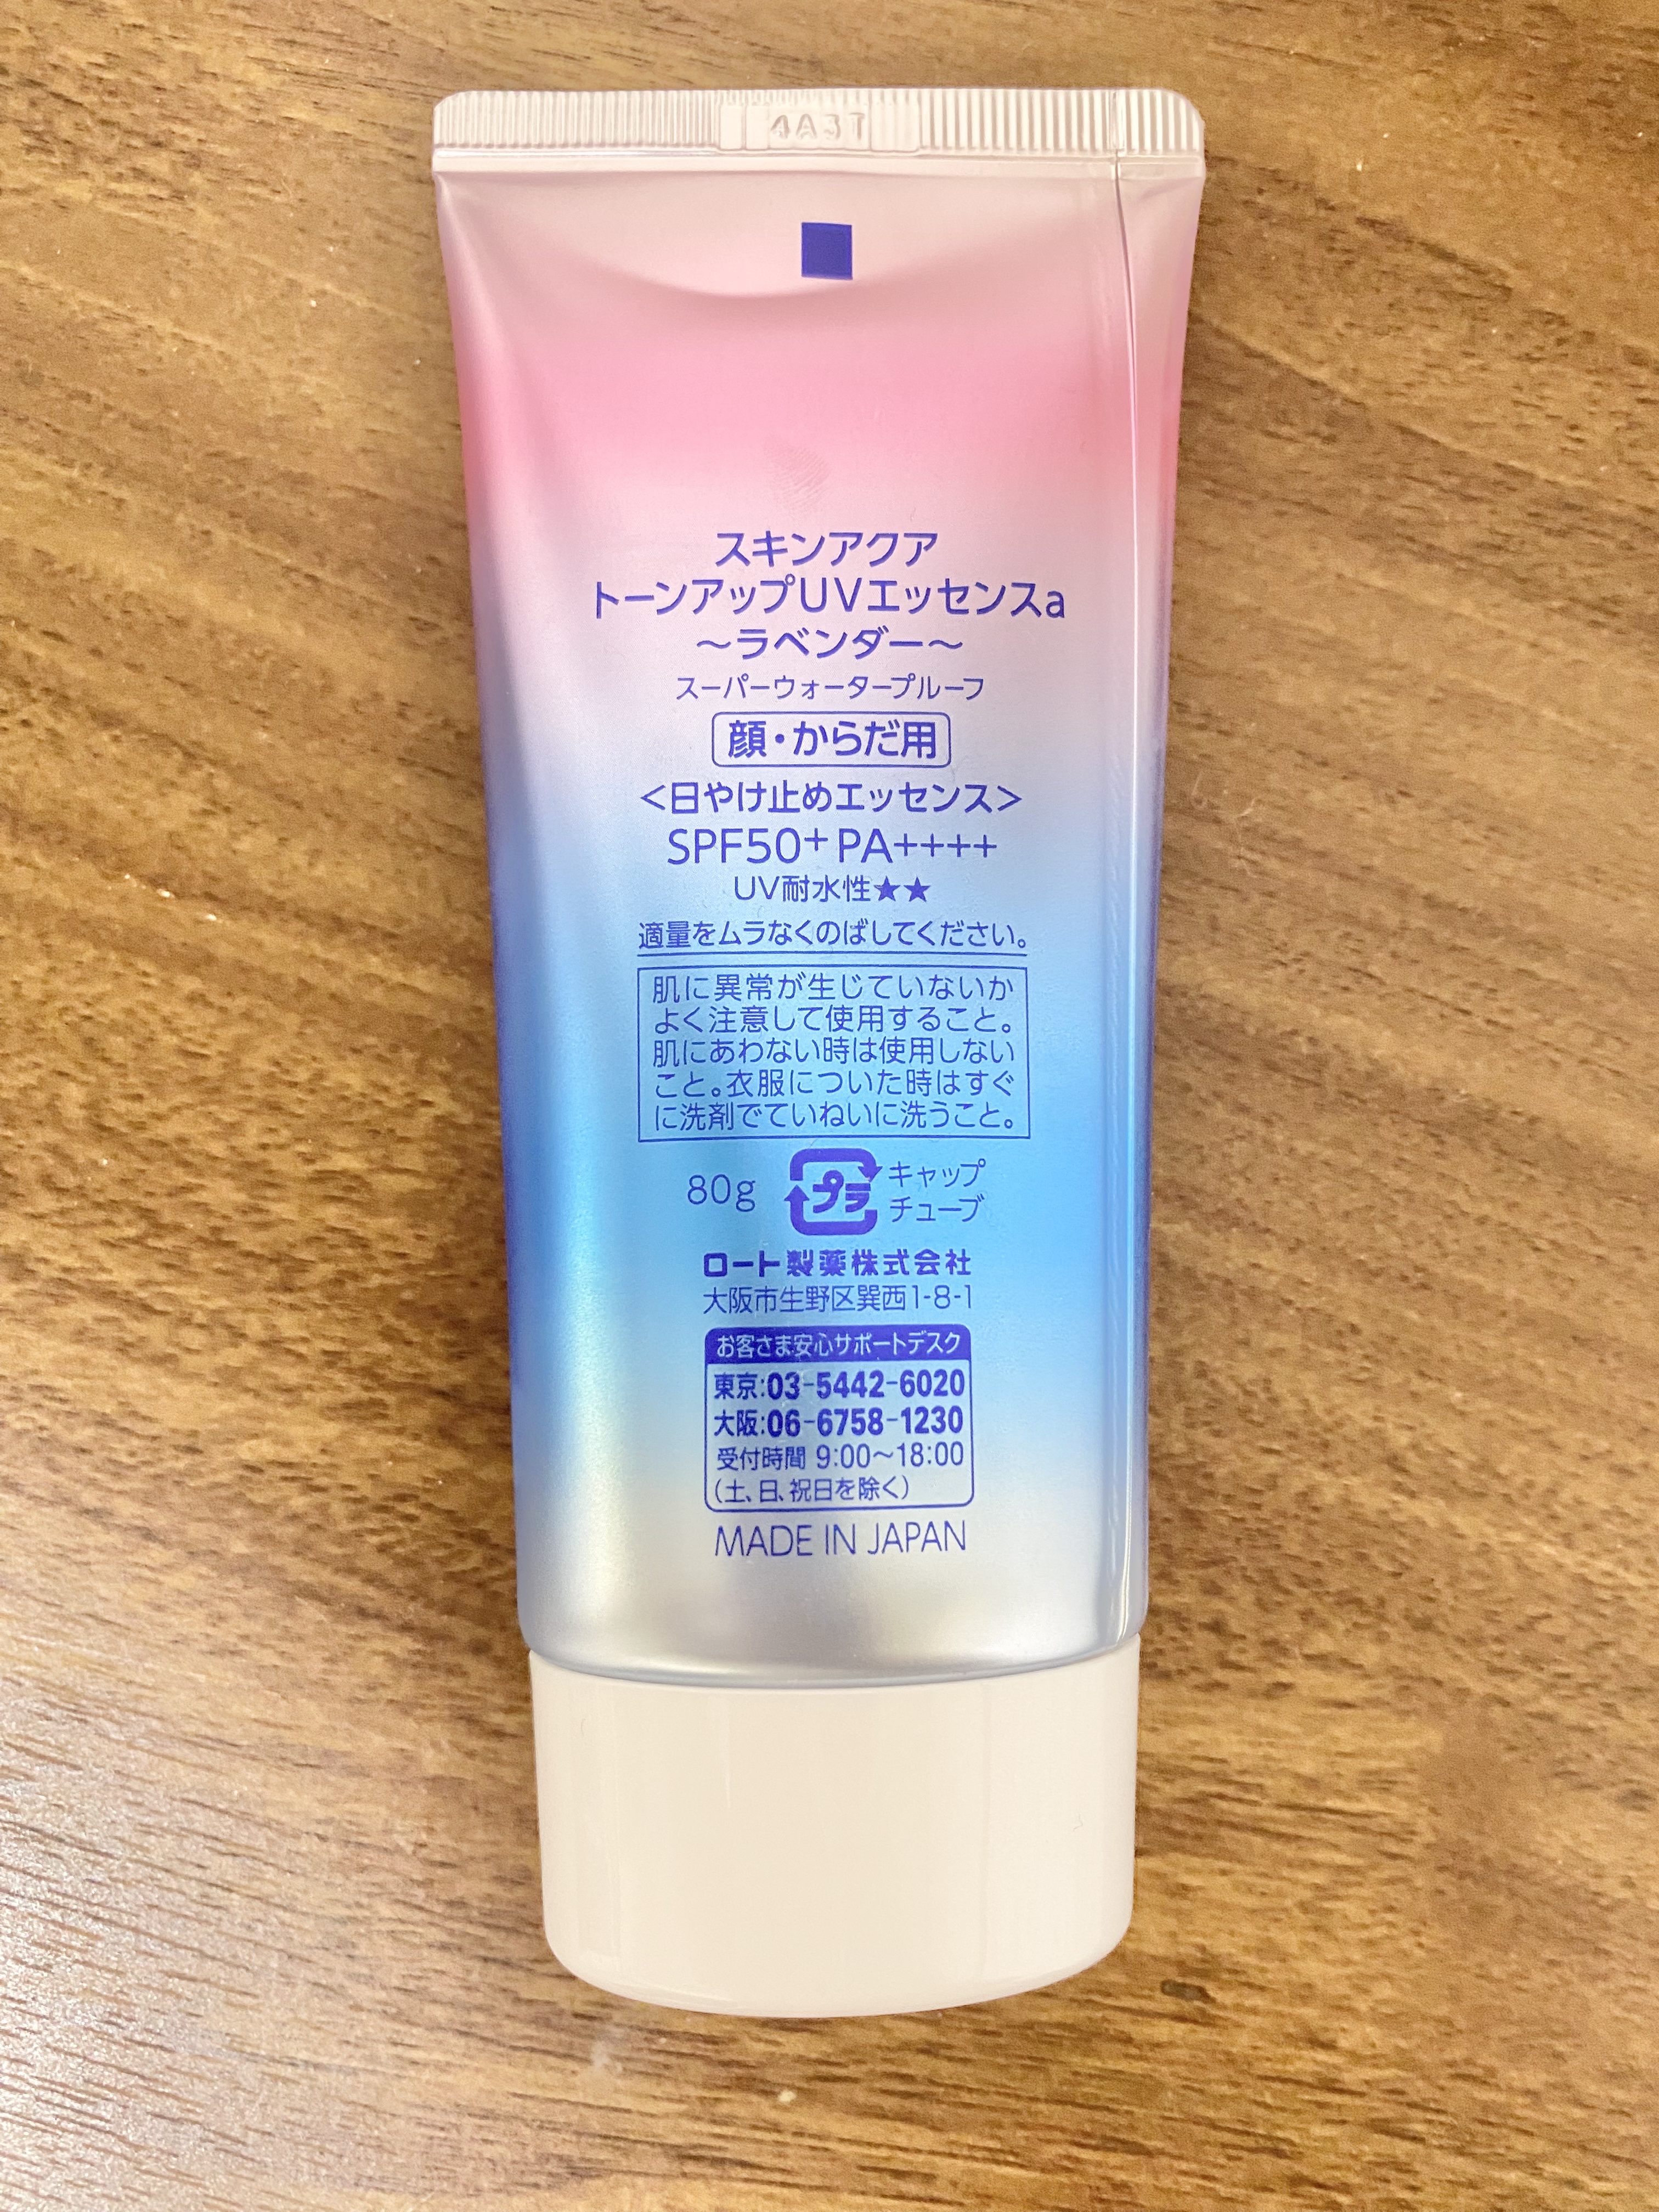 4A3T
スキンアクア
トーンアップUVエッセンスa
～ラベンダー～
スーパーウォータープルーフ
顔・からだ用
＜日やけ止めエッセンス＞
SPF50+ PA++++
UV耐水性★★
適量をムラなくのばしてください。
肌に異常が生じていないか
よく注意して使用すること。
肌にあわない時は使用しない
こと。衣服についた時はすぐ
に洗剤でていねいに洗うこと。
80g プラ キャップ
チューブ
ロート製薬株式会社
大阪市生野区巽西1-8-1
お客さま安心サポートデスク
東京:03-5442-6020
大阪:06-6758-1230
受付時間 9:00～18:00
(土、日、祝日を除く)
MADE IN JAPAN